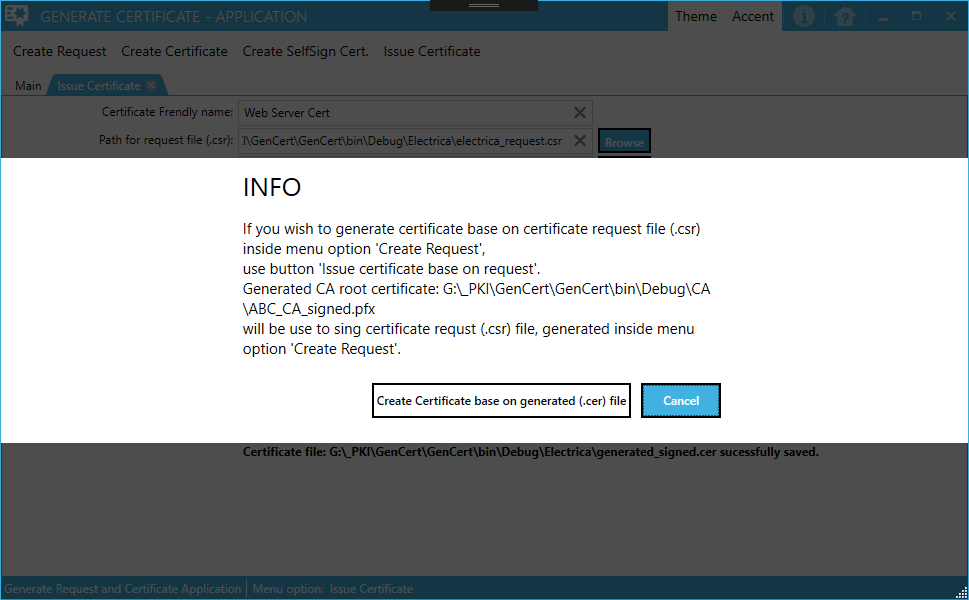 GENERATE CERTIFICATE - APPLICATION
Theme Accent
Create Request Create Certificate Create SelfSign Cert. Issue Certificate
Main Issue Certificate
Certificate Frendly name: Web Server Cert
Path for request file (.csr): \GenCert\GenCert\bin\Debug\Electrica\electrica_request.csr Browse
INFO
If you wish to generate certificate base on certificate request file (.csr)
inside menu option 'Create Request',
use button 'Issue certificate base on request'.
Generated CA root certificate: G:\_PKI\GenCert\GenCert\bin\Debug\CA
\ABC_CA_signed.pfx
will be use to sing certificate requst (.csr) file, generated inside menu
option 'Create Request'.
Create Certificate base on generated (.cer) file Cancel
Certificate file: G:\_PKI\GenCert\GenCert\bin\Debug\Electrica\generated_signed.cer sucessfully saved.
Generate Request and Certificate Application Menu option: Issue Certificate